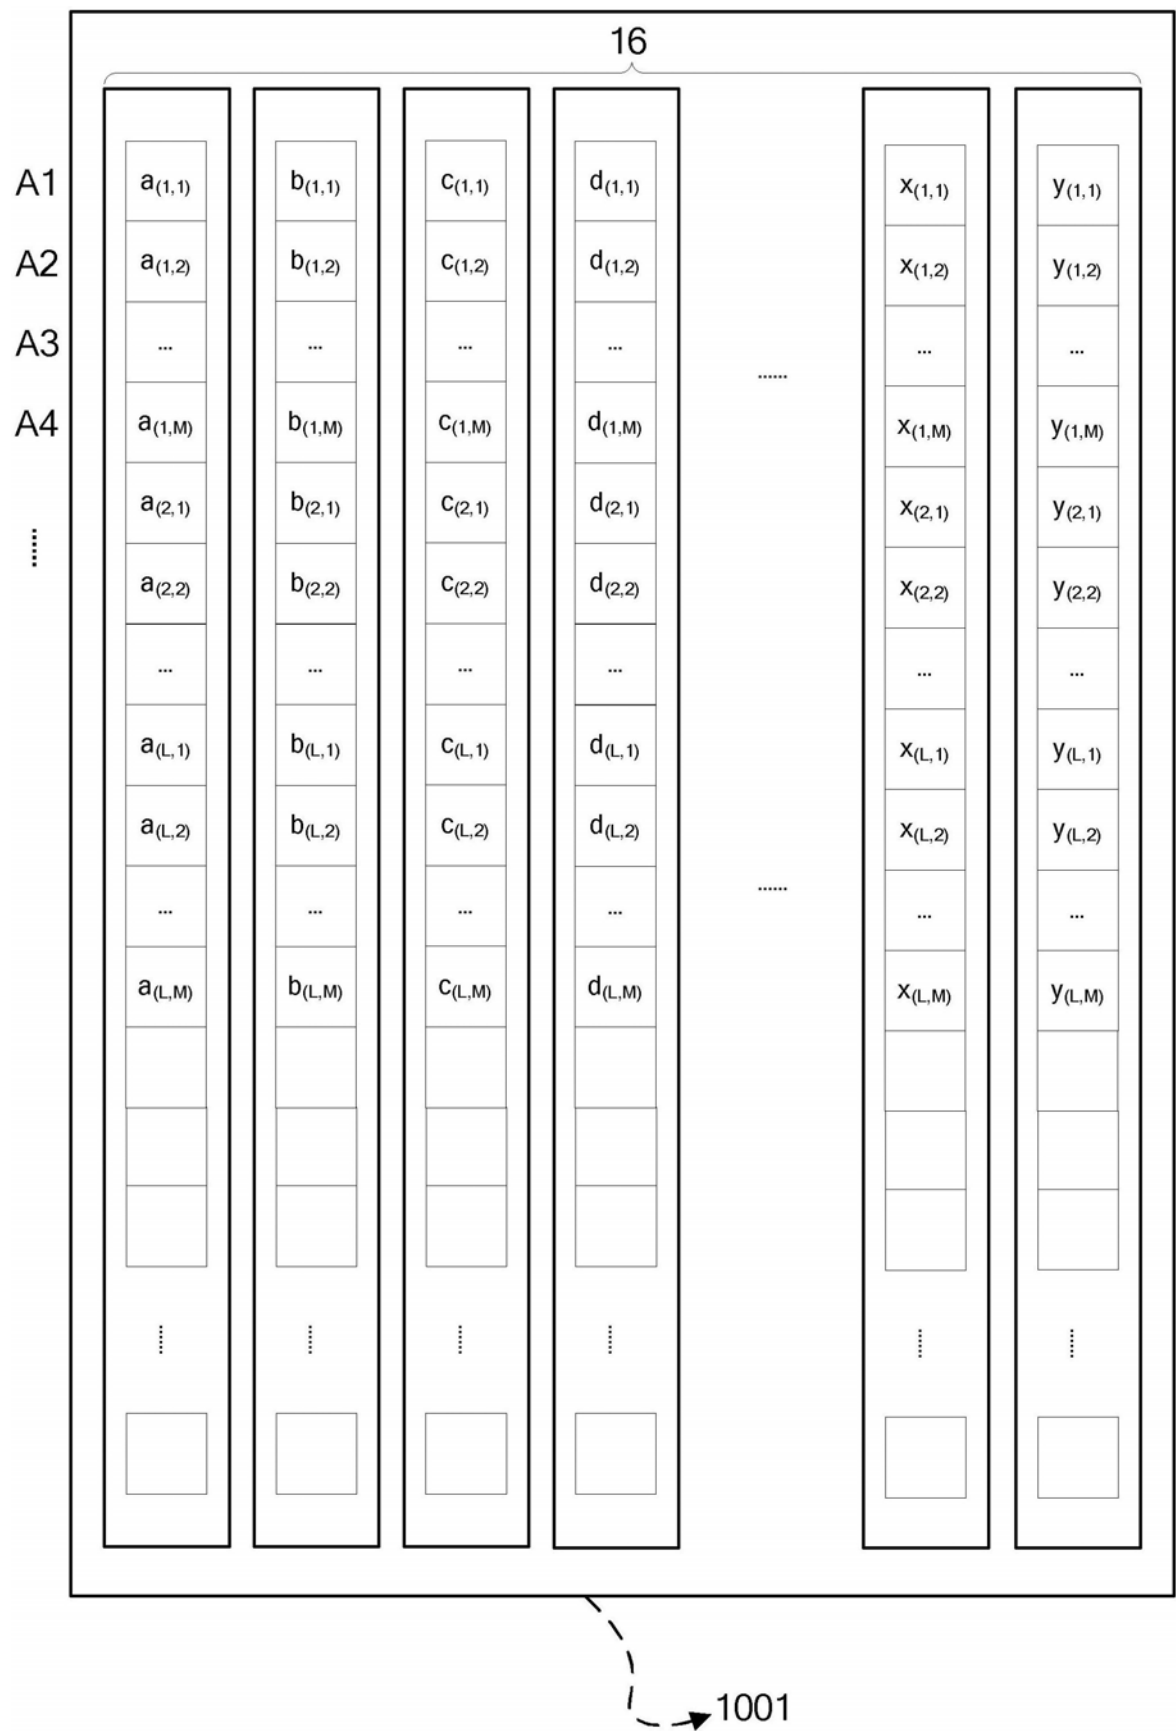 16
A1 a(1,1) b(1,1) c(1,1) d(1,1) x(1,1) y(1,1)
A2 a(1,2) b(1,2) c(1,2) d(1,2) x(1,2) y(1,2)
A3 ... ... ... ... ... ...
......
A4 a(1,M) b(1,M) c(1,M) d(1,M) x(1,M) y(1,M)
a(2,1) b(2,1) c(2,1) d(2,1) x(2,1) y(2,1)
......
a(2,2) b(2,2) c(2,2) d(2,2) x(2,2) y(2,2)
... ... ... ... ... ...
a(L,1) b(L,1) c(L,1) d(L,1) x(L,1) y(L,1)
a(L,2) b(L,2) c(L,2) d(L,2) x(L,2) y(L,2)
......
... ... ... ... ... ...
a(L,M) b(L,M) c(L,M) d(L,M) x(L,M) y(L,M)
...... ...... ...... ...... ...... ......
1001